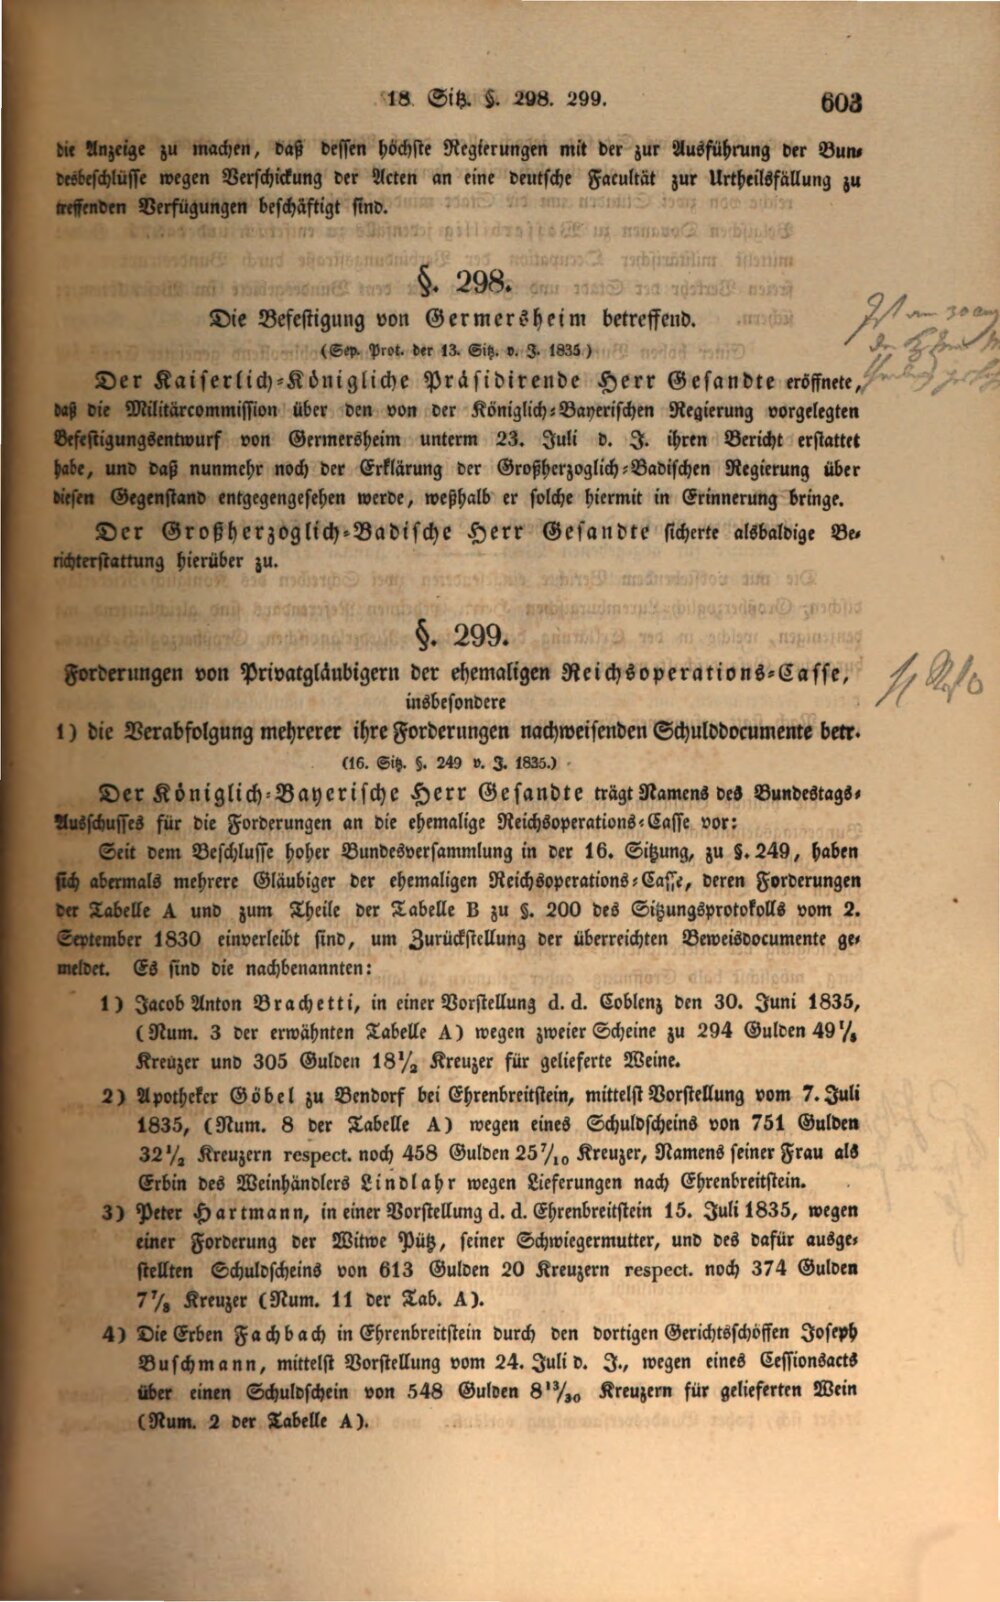 18. Sitz. §. 298. 299.
603
die Anzeige zu machen, daß dessen höchste Regierungen mit der zur Ausführung der Bun-
desbeschlüsse wegen Verschickung der Acten an eine deutsche Facultät zur Urtheilsfällung zu
treffenden Verfügungen beschäftigt sind.
§. 298.
Die Befestigung von Germersheim betreffend.
(Sep. Prot. der 13. Sitz. v. J. 1835)
Der Kaiserlich-Königliche Präsidirende Herr Gesandte eröffnete,
daß die Militärcommission über den von der Königlich-Bayerischen Regierung vorgelegten
Befestigungsentwurf von Germersheim unterm 23. Juli d. J. ihren Bericht erstattet
habe, und daß nunmehr noch der Erklärung der Großherzoglich-Badischen Regierung über
diesen Gegenstand entgegengesehen werde, weßhalb er solche hiermit in Erinnerung bringe.
Der Großherzoglich-Badische Herr Gesandte sicherte alsbaldige Be-
richterstattung hierüber zu.
§. 299.
Forderungen von Privatgläubigern der ehemaligen Reichsoperations-Casse,
insbesondere
1) die Verabfolgung mehrerer ihre Forderungen nachweisenden Schulddocumente betr.
(16. Sitz. §. 249 v. J. 1835.)
Der Königlich-Bayerische Herr Gesandte trägt Namens des Bundestags-
Ausschusses für die Forderungen an die ehemalige Reichsoperations-Casse vor:
Seit dem Beschlusse hoher Bundesversammlung in der 16. Sitzung, zu §. 249, haben
sich abermals mehrere Gläubiger der ehemaligen Reichsoperations-Casse, deren Forderungen
der Tabelle A und zum Theile der Tabelle B zu §. 200 des Sitzungsprotokolls vom 2.
September 1830 einverleibt sind, um Zurückstellung der überreichten Beweisdocumente ge-
meldet. Es sind die nachbenannten:
1) Jacob Anton Brachetti, in einer Vorstellung d. d. Coblenz den 30. Juni 1835,
(Num. 3 der erwähnten Tabelle A) wegen zweier Scheine zu 294 Gulden 49 1/8
Kreuzer und 305 Gulden 18 1/2 Kreuzer für gelieferte Weine.
2) Apotheker Göbel zu Bendorf bei Ehrenbreitstein, mittelst Vorstellung vom 7. Juli
1835, (Num. 8 der Tabelle A) wegen eines Schuldscheins von 751 Gulden
32 1/2 Kreuzern respect. noch 458 Gulden 25 7/10 Kreuzer, Namens seiner Frau als
Erbin des Weinhändlers Lindlahr wegen Lieferungen nach Ehrenbreitstein.
3) Peter Hartmann, in einer Vorstellung d. d. Ehrenbreitstein 15. Juli 1835, wegen
einer Forderung der Witwe Pütz, seiner Schwiegermutter, und des dafür ausge-
stellten Schuldscheins von 613 Gulden 20 Kreuzern respect. noch 374 Gulden
7 7/8 Kreuzer (Num. 11 der Tab. A).
4) Die Erben Fachbach in Ehrenbreitstein durch den dortigen Gerichtsschöffen Joseph
Buschmann, mittelst Vorstellung vom 24. Juli d. J., wegen eines Cessionsacts
über einen Schuldschein von 548 Gulden 8 13/30 Kreuzern für gelieferten Wein
(Num. 2 der Tabelle A).